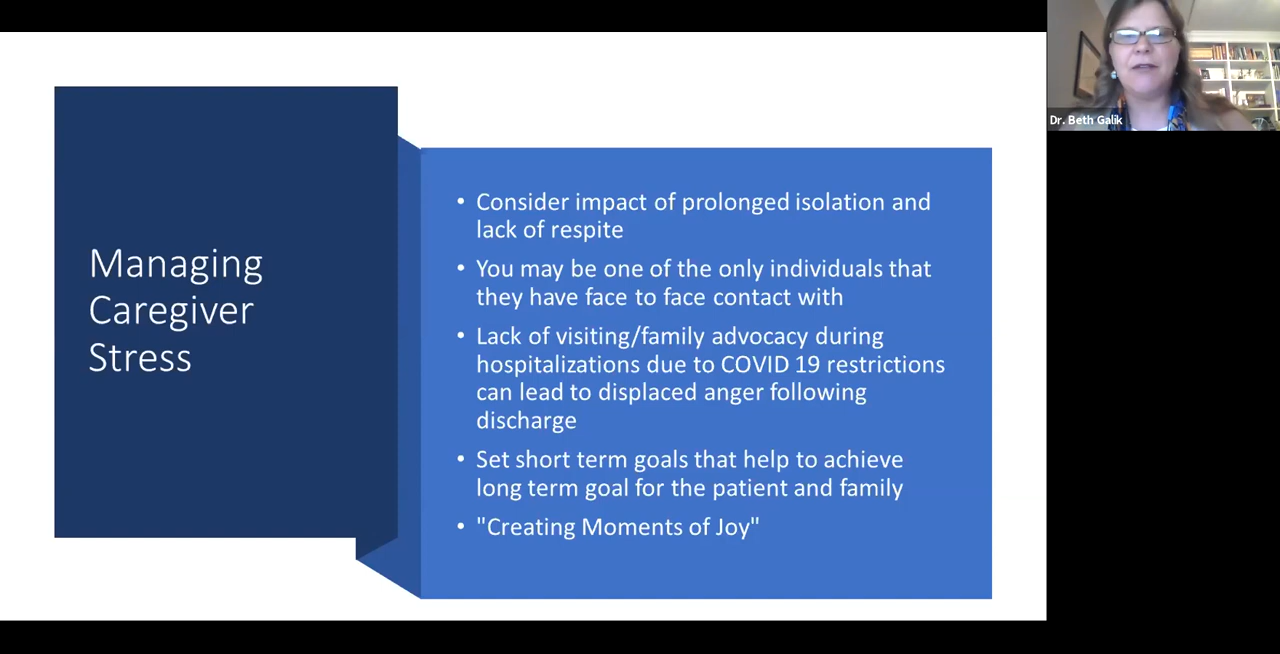 Dr. Beth Galik
Managing
Caregiver
Stress
• Consider impact of prolonged isolation and
lack of respite
• You may be one of the only individuals that
they have face to face contact with
• Lack of visiting/family advocacy during
hospitalizations due to COVID 19 restrictions
can lead to displaced anger following
discharge
• Set short term goals that help to achieve
long term goal for the patient and family
• "Creating Moments of Joy"